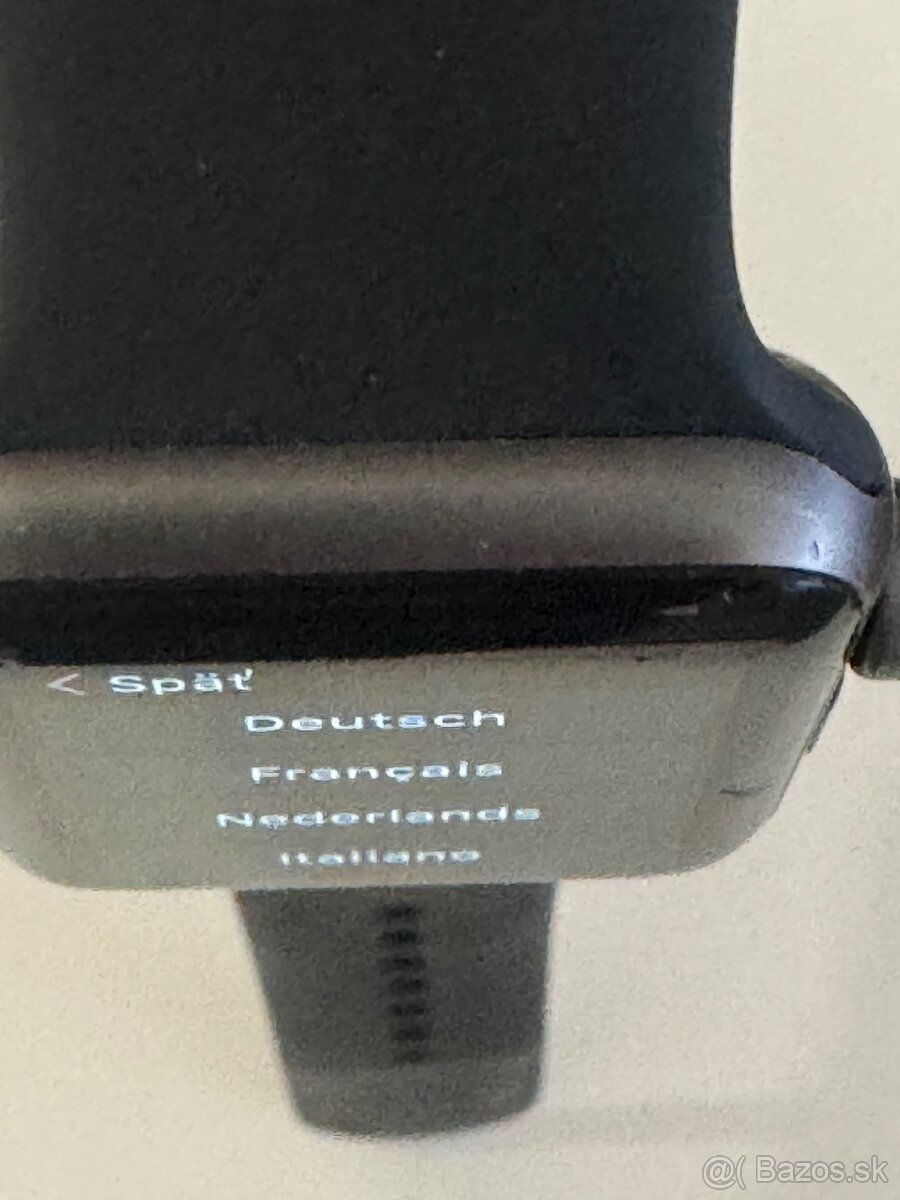 < Späť
Deutsch
Français
Nederlands
Italiano
@( Bazos.sk